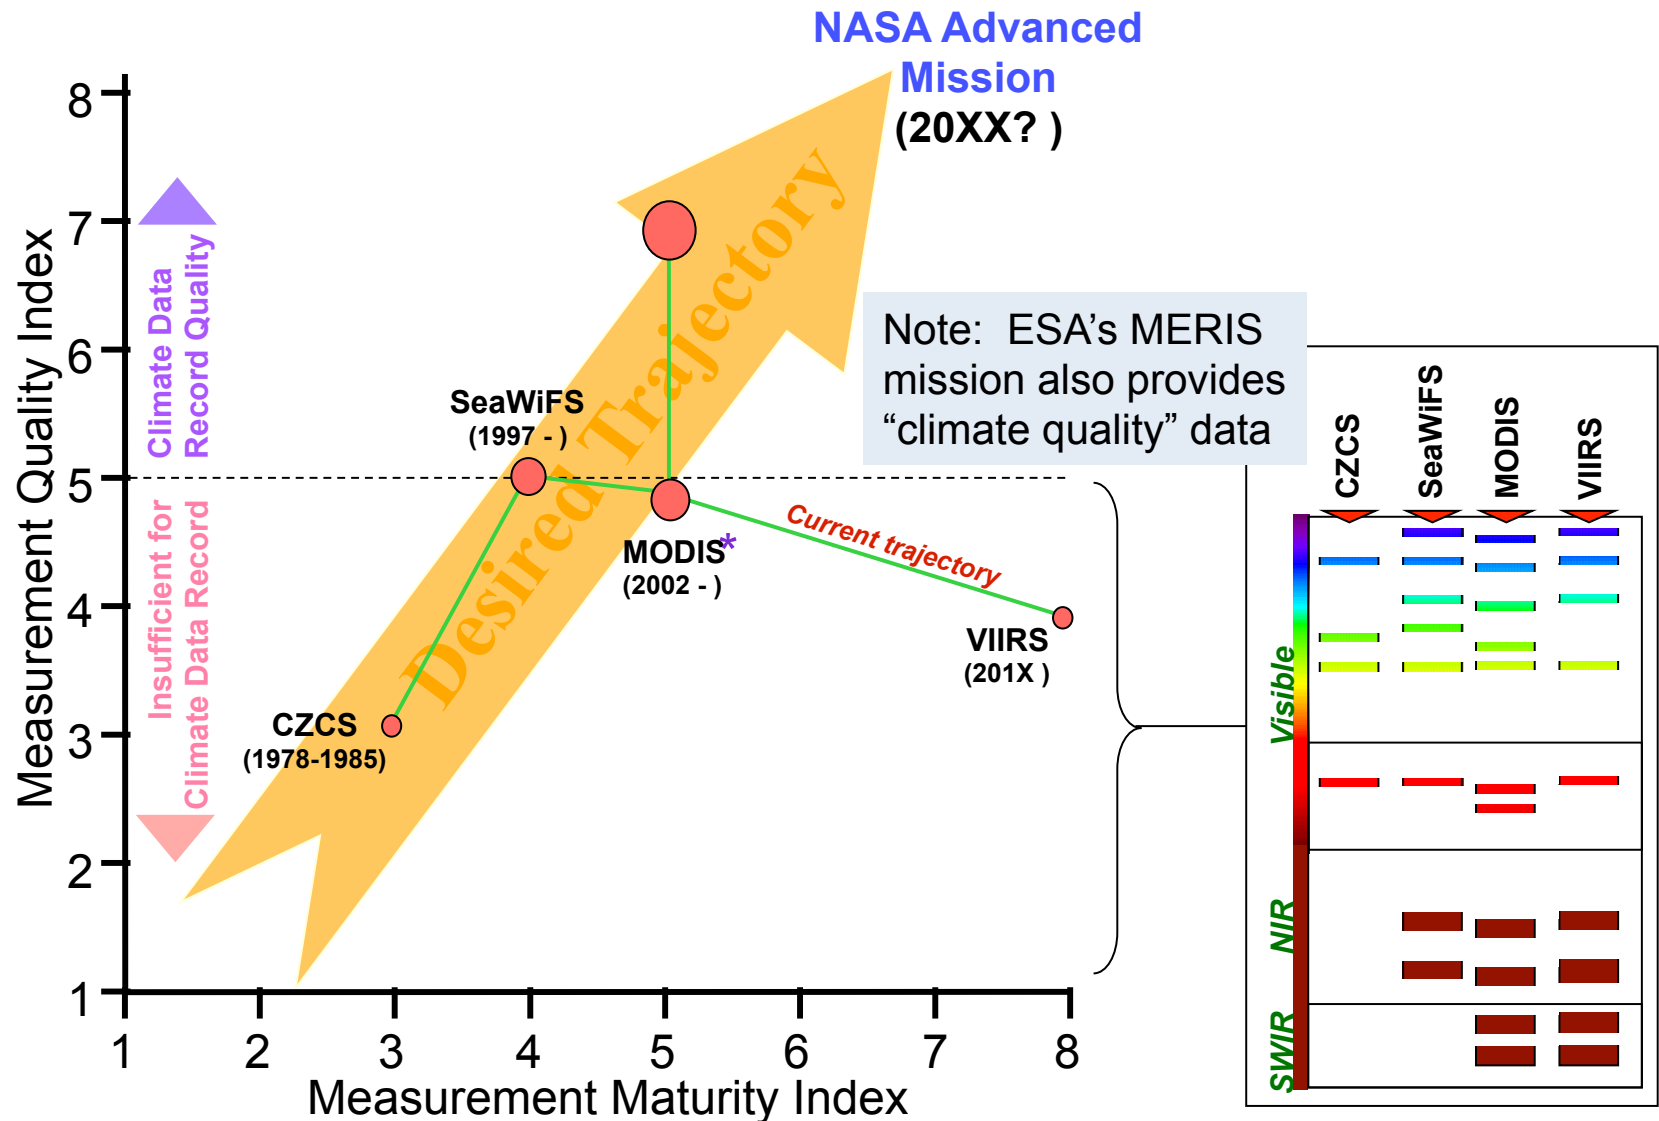 NASA Advanced
Mission
(20XX? )
Measurement Quality Index
8
7
6
5
4
3
2
1
Climate Data
Record Quality
Insufficient for
Climate Data Record
Desired Trajectory
SeaWiFS
(1997 - )
MODIS*
(2002 - )
Current trajectory
VIIRS
(201X )
CZCS
(1978-1985)
1 2 3 4 5 6 7 8
Measurement Maturity Index
Note: ESA’s MERIS
mission also provides
“climate quality” data
CZCS
SeaWiFS
MODIS
VIIRS
Visible
NIR
SWIR